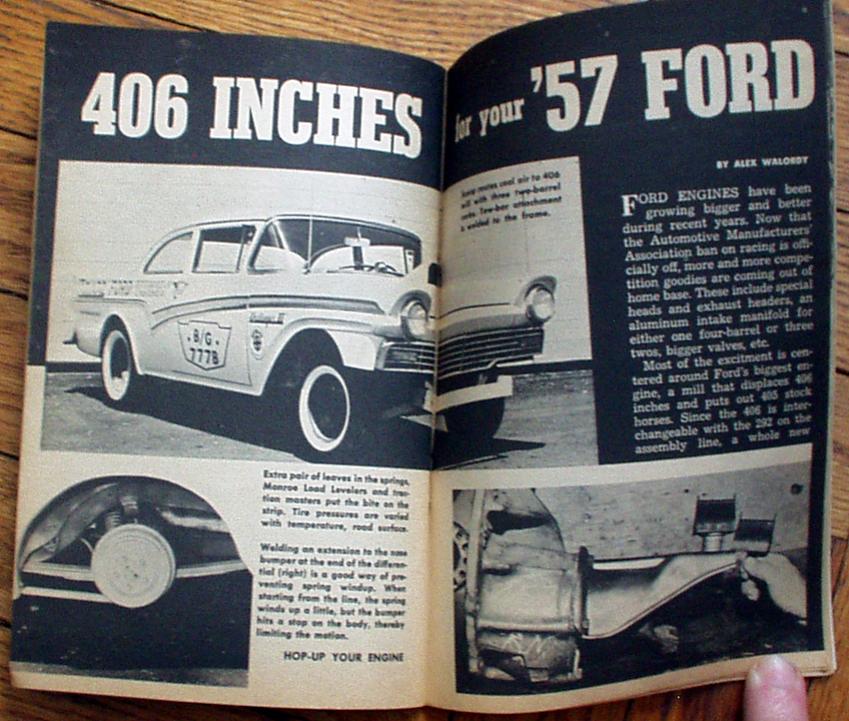 406 INCHES
for your '57 FORD
BY ALEX WALORDY
scoop routes cool air to 406
mill with three two-barrel
carbs. Tow-bar attachment
is welded to the frame.
B/G
777B
FORD ENGINES have been
growing bigger and better
during recent years. Now that
the Automotive Manufacturers'
Association ban on racing is offi-
cially off, more and more compe-
tition goodies are coming out of
home base. These include special
heads and exhaust headers, an
aluminum intake manifold for
either one four-barrel or three
twos, bigger valves, etc.
Most of the excitment is cen-
tered around Ford's biggest en-
gine, a mill that displaces 406
inches and puts out 405 stock
horses. Since the 406 is inter-
changeable with the 292 on the
assembly line, a whole new
Extra pair of leaves in the springs,
Monroe Load Levelers and trac-
tion masters put the bite on the
strip. Tire pressures are varied
with temperature, road surface.
Welding an extension to the nose
bumper at the end of the differen-
tial (right) is a good way of pre-
venting spring windup. When
starting from the line, the spring
winds up a little, but the bumper
hits a stop on the body, thereby
limiting the motion.
HOP-UP YOUR ENGINE